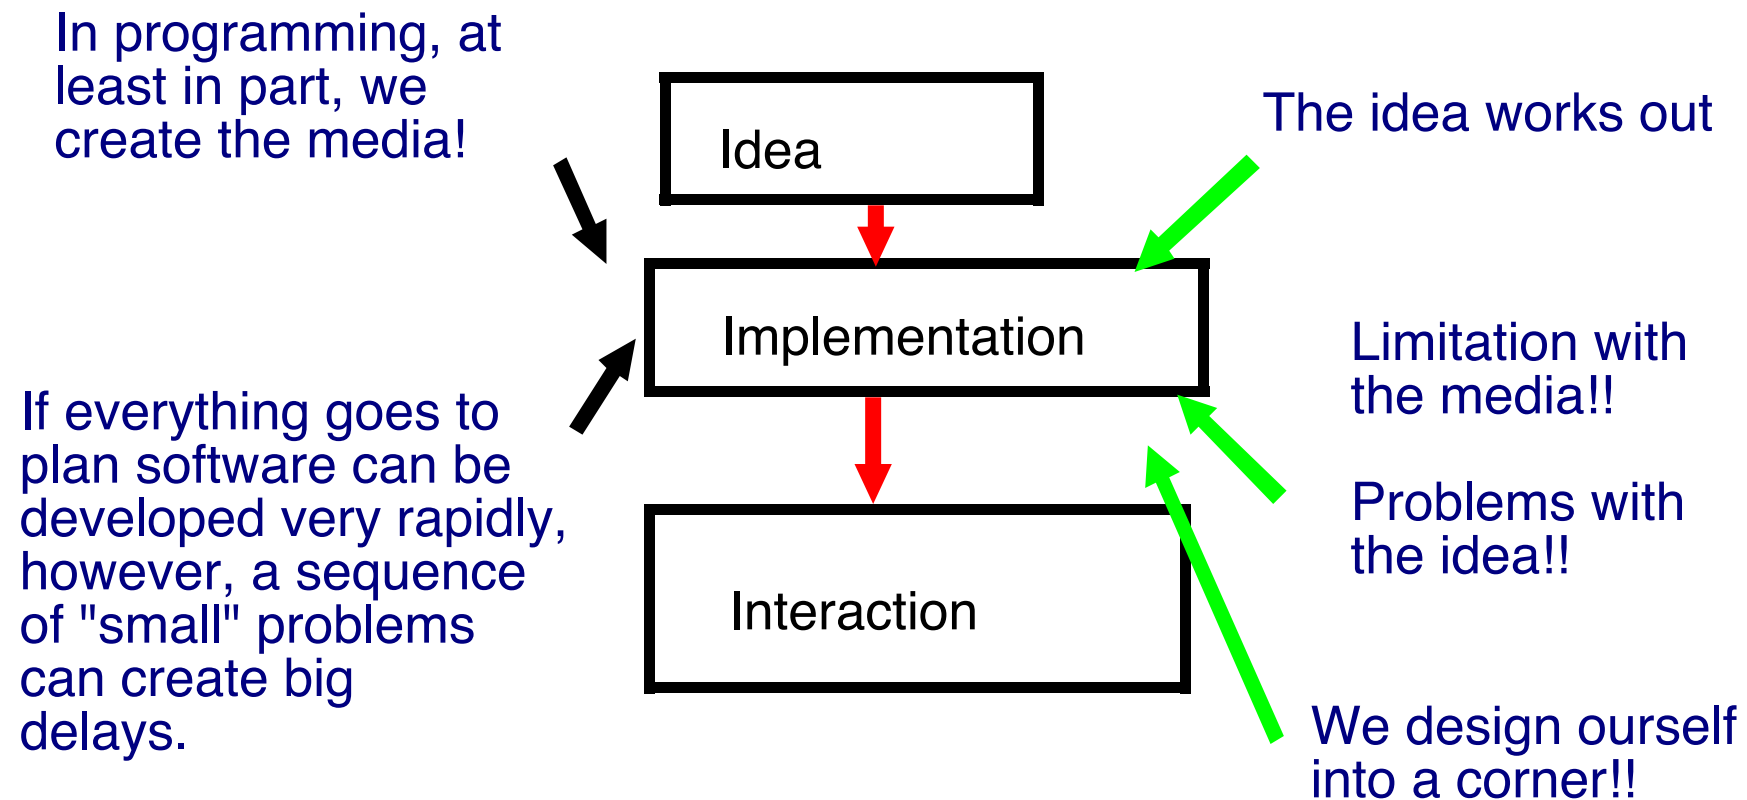 In programming, at
least in part, we
create the media!
Idea
The idea works out
Implementation
Limitation with
the media!!
If everything goes to
plan software can be
developed very rapidly,
however, a sequence
of "small" problems
can create big
delays.
Problems with
the idea!!
Interaction
We design ourself
into a corner!!